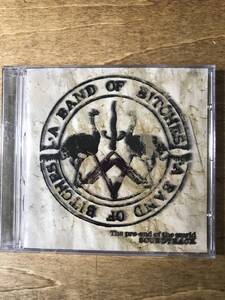 · A BAND OF BITCHES · A BAND OF BITCHES
The pre-end of the world
SOUNDTRACK